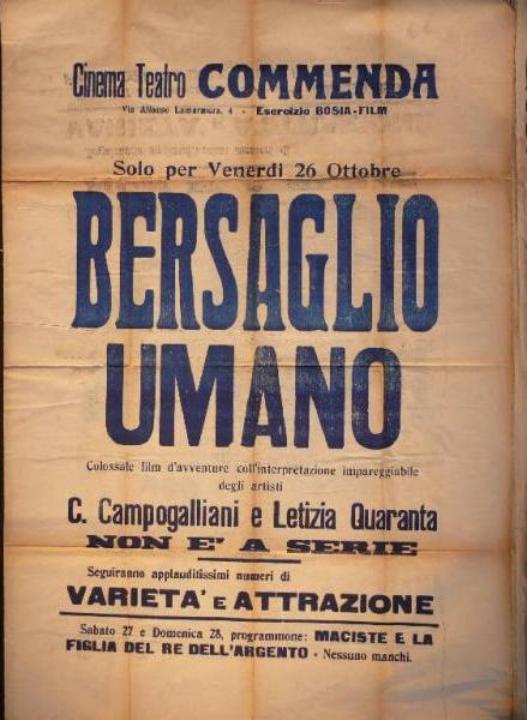 Cinema Teatro COMMENDA
Via Alfonso Lamarmora, 4 - Esercizio BOSIA-FILM
Solo per Venerdì 26 Ottobre
BERSAGLIO
UMANO
Colossale film d'avventure coll'interpretazione impareggiabile
degli artisti
C. Campogalliani e Letizia Quaranta
NON E' A SERIE
Seguiranno applauditissimi numeri di
VARIETA' E ATTRAZIONE
Sabato 27 e Domenica 28, programmone: MACISTE E LA
FIGLIA DEL RE DELL'ARGENTO - Nessuno manchi.